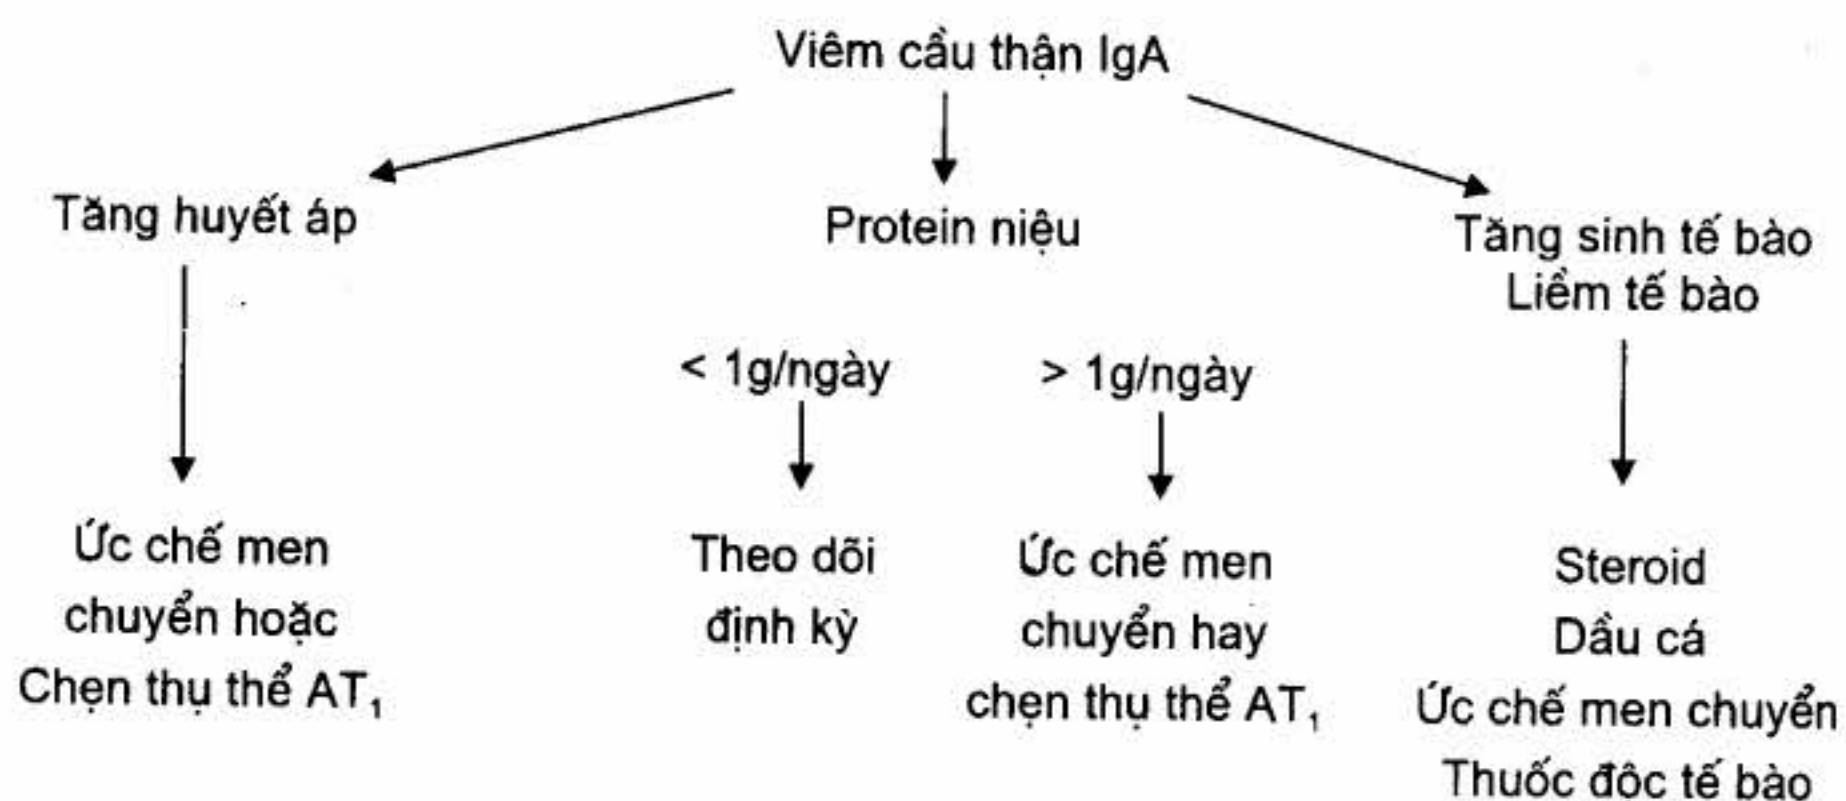 Viêm cầu thận IgA
Tăng huyết áp
Protein niệu
Tăng sinh tế bào
Liềm tế bào
< 1g/ngày
> 1g/ngày
Ức chế men
chuyển hoặc
Chẹn thụ thể AT₁
Theo dõi
định kỳ
Ức chế men
chuyển hay
chẹn thụ thể AT₁
Steroid
Dầu cá
Ức chế men chuyển
Thuốc độc tế bào